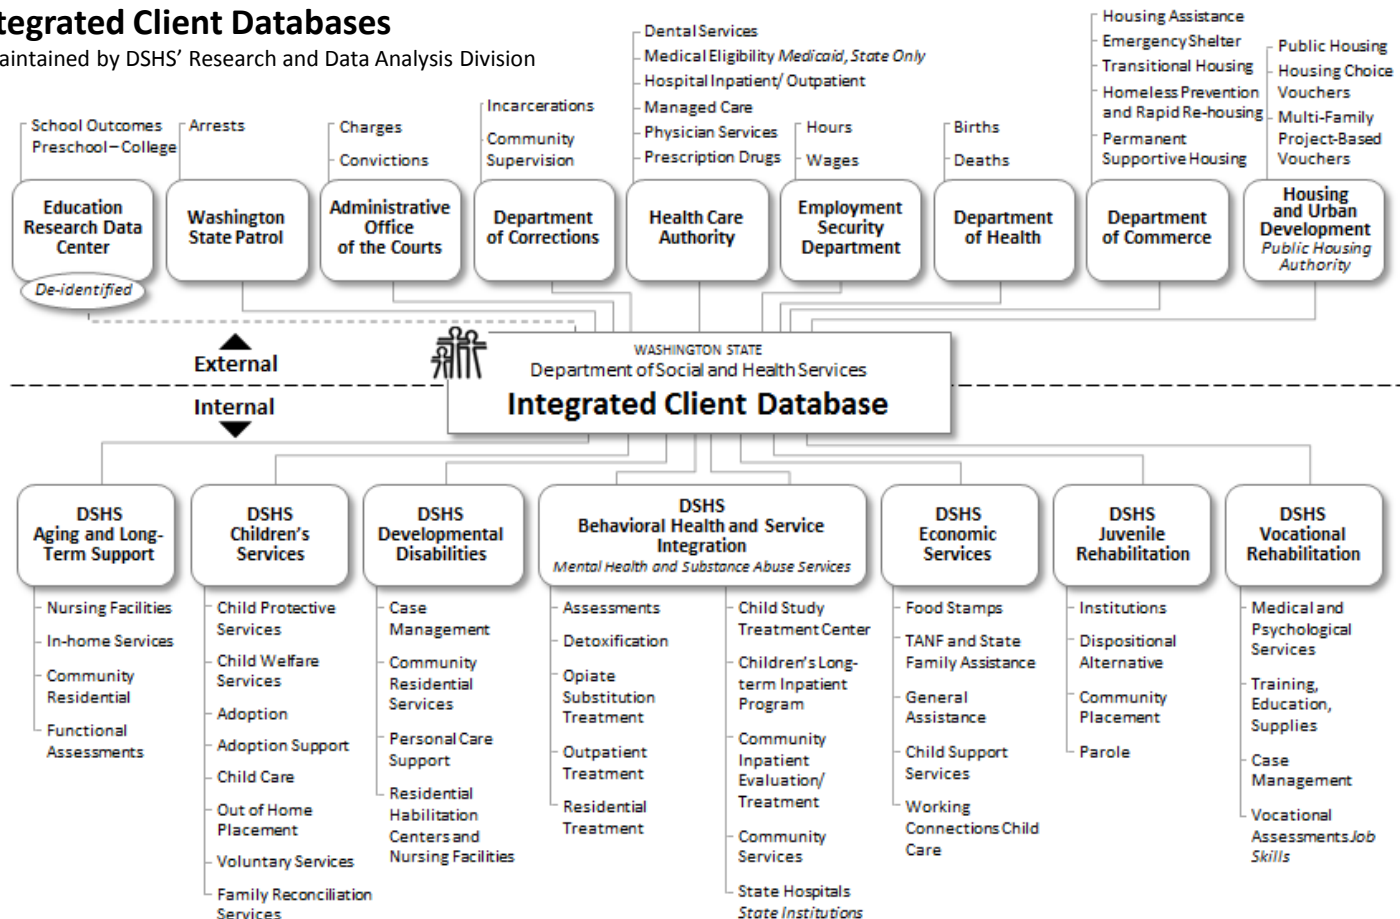 tegrated Client Databases
aintained by DSHS' Research and Data Analysis Division
School Outcomes
Preschool–College
Arrests
Charges
Convictions
Incarcerations
Community
Supervision
Dental Services
Medical Eligibility Medicaid, State Only
Hospital Inpatient/ Outpatient
Managed Care
Physician Services
Prescription Drugs
Hours
Wages
Births
Deaths
Housing Assistance
Emergency Shelter
Transitional Housing
Homeless Prevention
and Rapid Re-housing
Permanent
Supportive Housing
Public Housing
Housing Choice
Vouchers
Multi-Family
Project-Based
Vouchers
Education
Research Data
Center
De-identified
Washington
State Patrol
Administrative
Office
of the Courts
Department
of Corrections
Health Care
Authority
Employment
Security
Department
Department
of Health
Department
of Commerce
Housing
and Urban
Development
Public Housing
Authority
External
Internal
WASHINGTON STATE
Department of Social and Health Services
Integrated Client Database
DSHS
Aging and Long-
Term Support
Nursing Facilities
In-home Services
Community
Residential
Functional
Assessments
DSHS
Children's
Services
Child Protective
Services
Child Welfare
Services
Adoption
Adoption Support
Child Care
Out of Home
Placement
Voluntary Services
Family Reconciliation
Services
DSHS
Developmental
Disabilities
Case
Management
Community
Residential
Services
Personal Care
Support
Residential
Habilitation
Centers and
Nursing Facilities
DSHS
Behavioral Health and Service
Integration
Mental Health and Substance Abuse Services
Assessments
Detoxification
Opiate
Substitution
Treatment
Outpatient
Treatment
Residential
Treatment
Child Study
Treatment Center
Children's Long-
term Inpatient
Program
Community
Inpatient
Evaluation/
Treatment
Community
Services
State Hospitals
State Institutions
DSHS
Economic
Services
Food Stamps
TANF and State
Family Assistance
General
Assistance
Child Support
Services
Working
Connections Child
Care
DSHS
Juvenile
Rehabilitation
Institutions
Dispositional
Alternative
Community
Placement
Parole
DSHS
Vocational
Rehabilitation
Medical and
Psychological
Services
Training,
Education,
Supplies
Case
Management
Vocational
Assessments Job
Skills